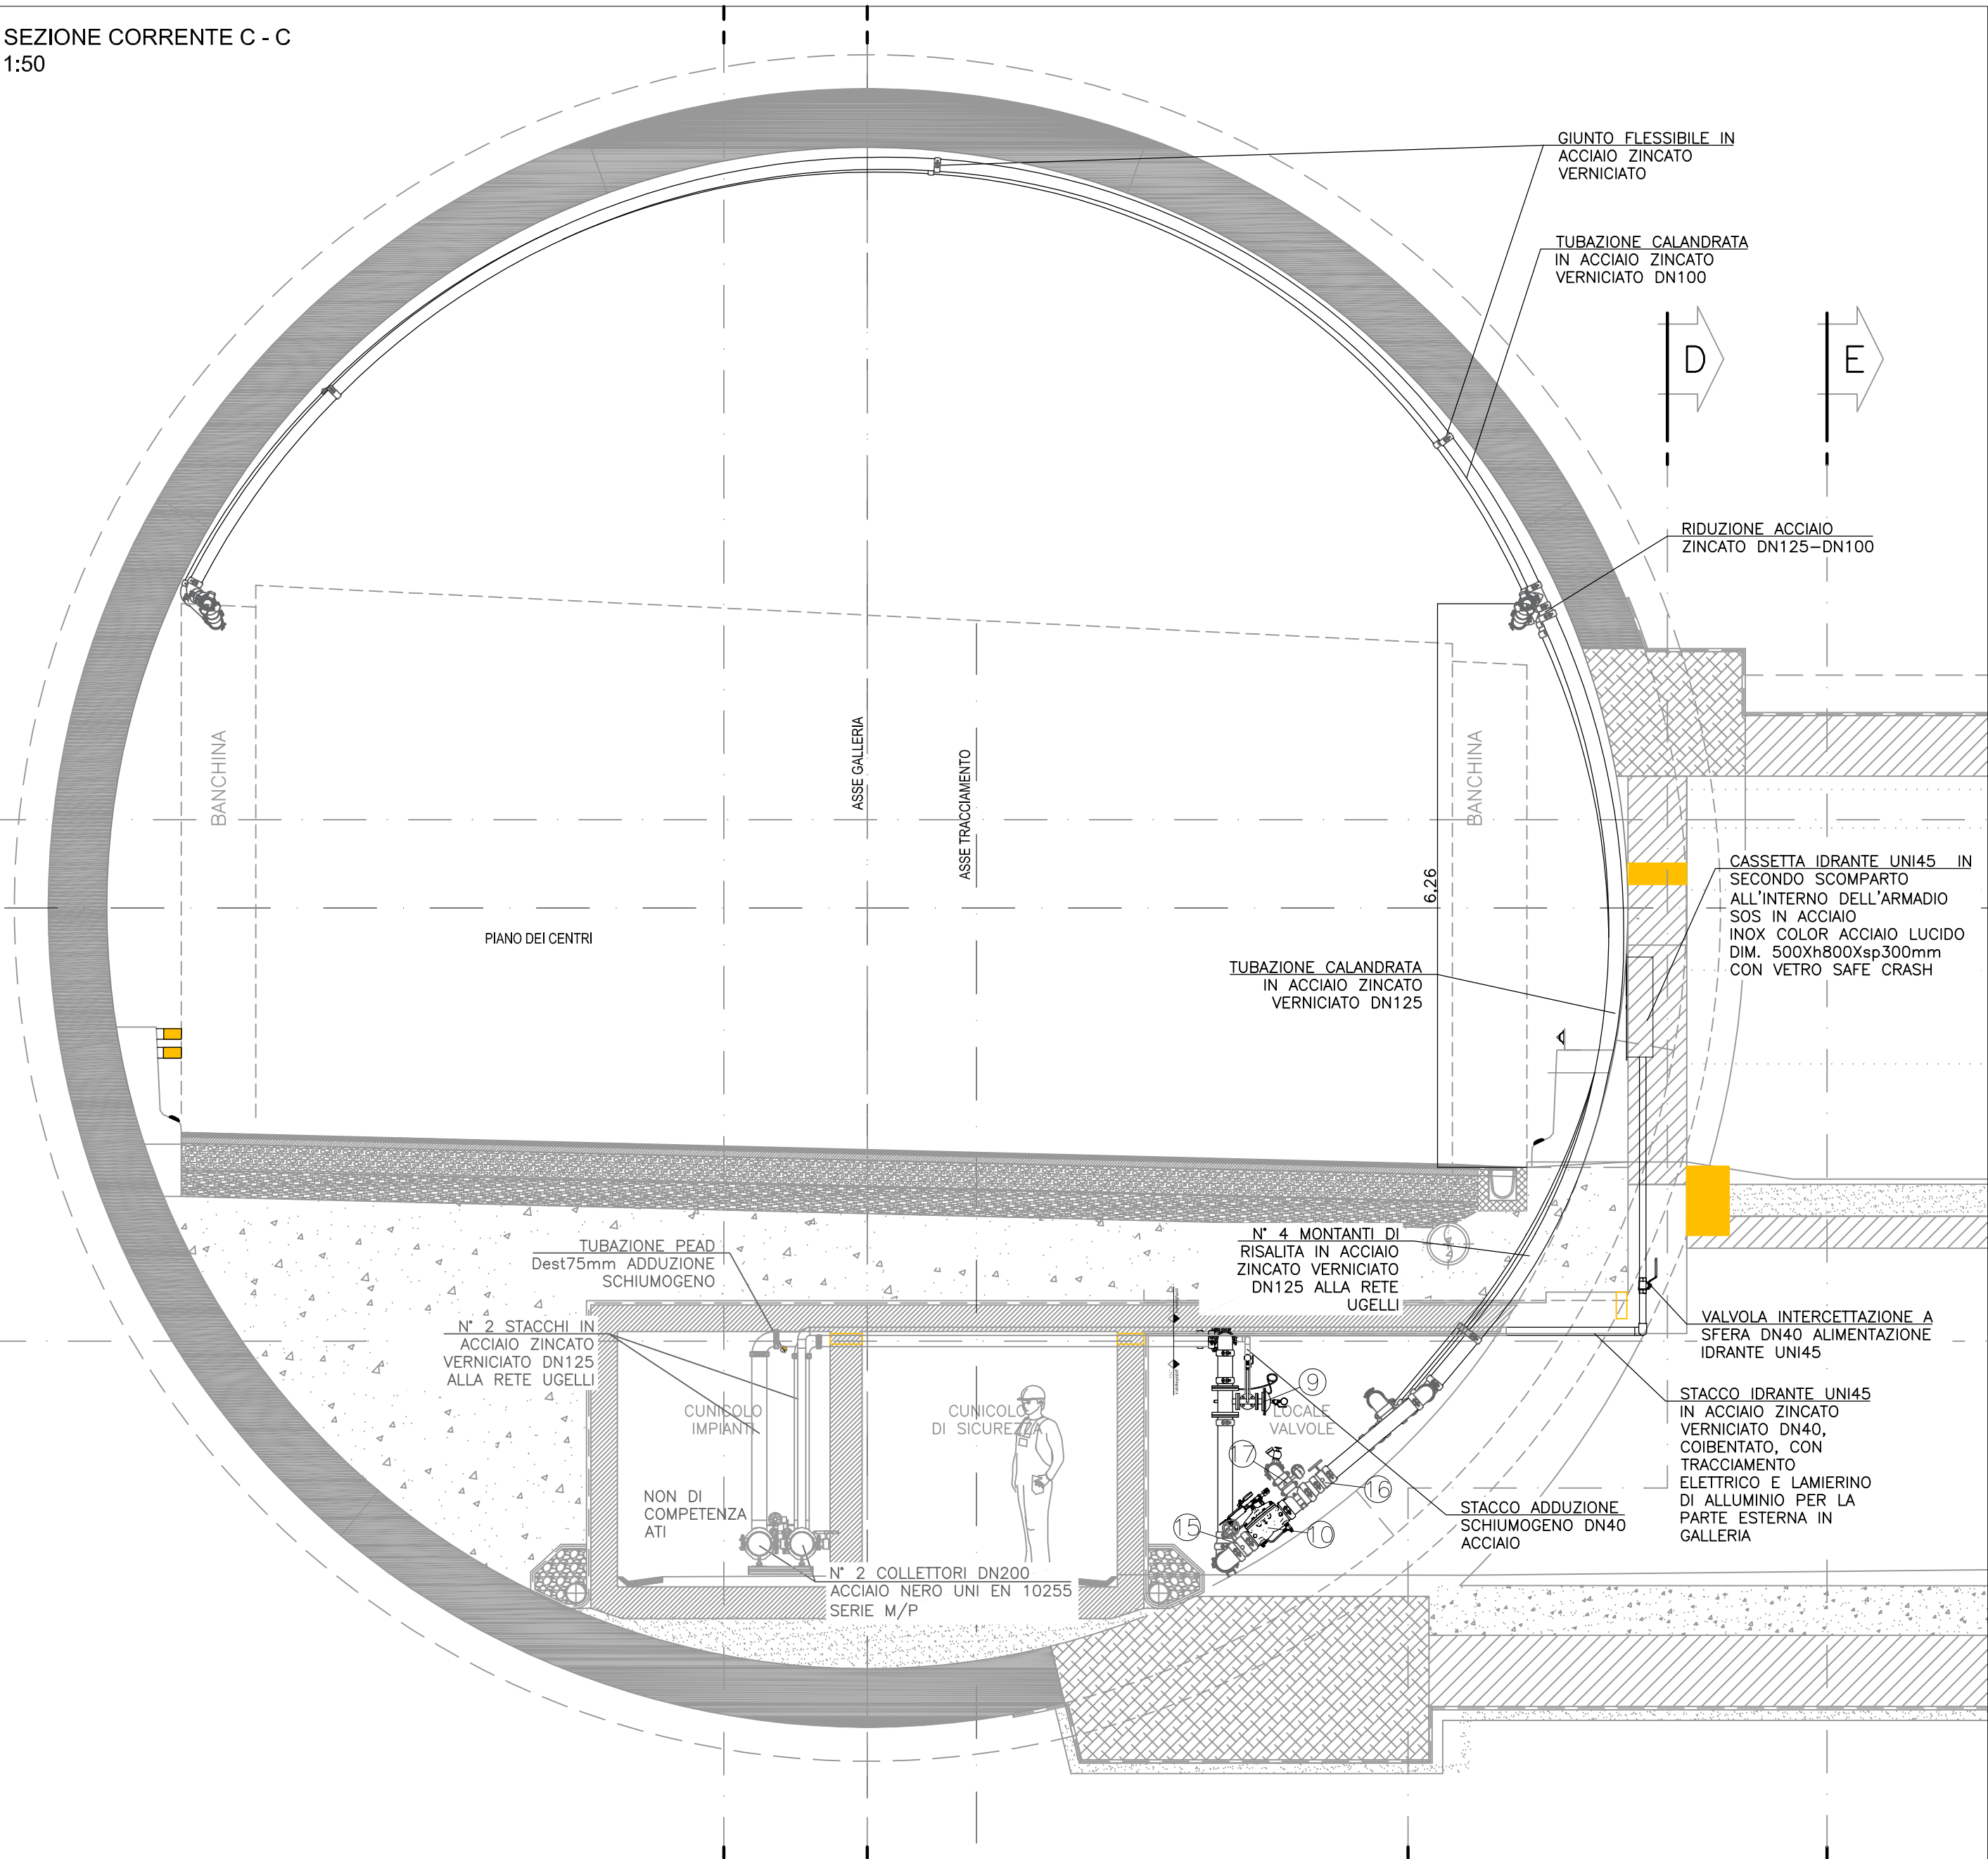 SEZIONE CORRENTE C - C
1:50
GIUNTO FLESSIBILE IN
ACCIAIO ZINCATO
VERNICIATO
TUBAZIONE CALANDRATA
IN ACCIAIO ZINCATO
VERNICIATO DN100
D
E
RIDUZIONE ACCIAIO
ZINCATO DN125-DN100
BANCHINA
ASSE GALLERIA
ASSE TRACCIAMENTO
BANCHINA
6,26
CASSETTA IDRANTE UNI45 IN
SECONDO SCOMPARTO
ALL'INTERNO DELL'ARMADIO
SOS IN ACCIAIO
INOX COLOR ACCIAIO LUCIDO
DIM. 500Xh800Xsp300mm
CON VETRO SAFE CRASH
PIANO DEI CENTRI
TUBAZIONE CALANDRATA
IN ACCIAIO ZINCATO
VERNICIATO DN125
N° 4 MONTANTI DI
RISALITA IN ACCIAIO
ZINCATO VERNICIATO
DN125 ALLA RETE
UGELLI
TUBAZIONE PEAD
Dest75mm ADDUZIONE
SCHIUMOGENO
N° 2 STACCHI IN
ACCIAIO ZINCATO
VERNICIATO DN125
ALLA RETE UGELLI
VALVOLA INTERCETTAZIONE A
SFERA DN40 ALIMENTAZIONE
IDRANTE UNI45
STACCO IDRANTE UNI45
IN ACCIAIO ZINCATO
VERNICIATO DN40,
COIBENTATO, CON
TRACCIAMENTO
ELETTRICO E LAMIERINO
DI ALLUMINIO PER LA
PARTE ESTERNA IN
GALLERIA
CUNICOLO
IMPIANTI
CUNICOLO
DI SICUREZZA
LOCALE
VALVOLE
9
17
16
15
10
NON DI
COMPETENZA
ATI
STACCO ADDUZIONE
SCHIUMOGENO DN40
ACCIAIO
N° 2 COLLETTORI DN200
ACCIAIO NERO UNI EN 10255
SERIE M/P